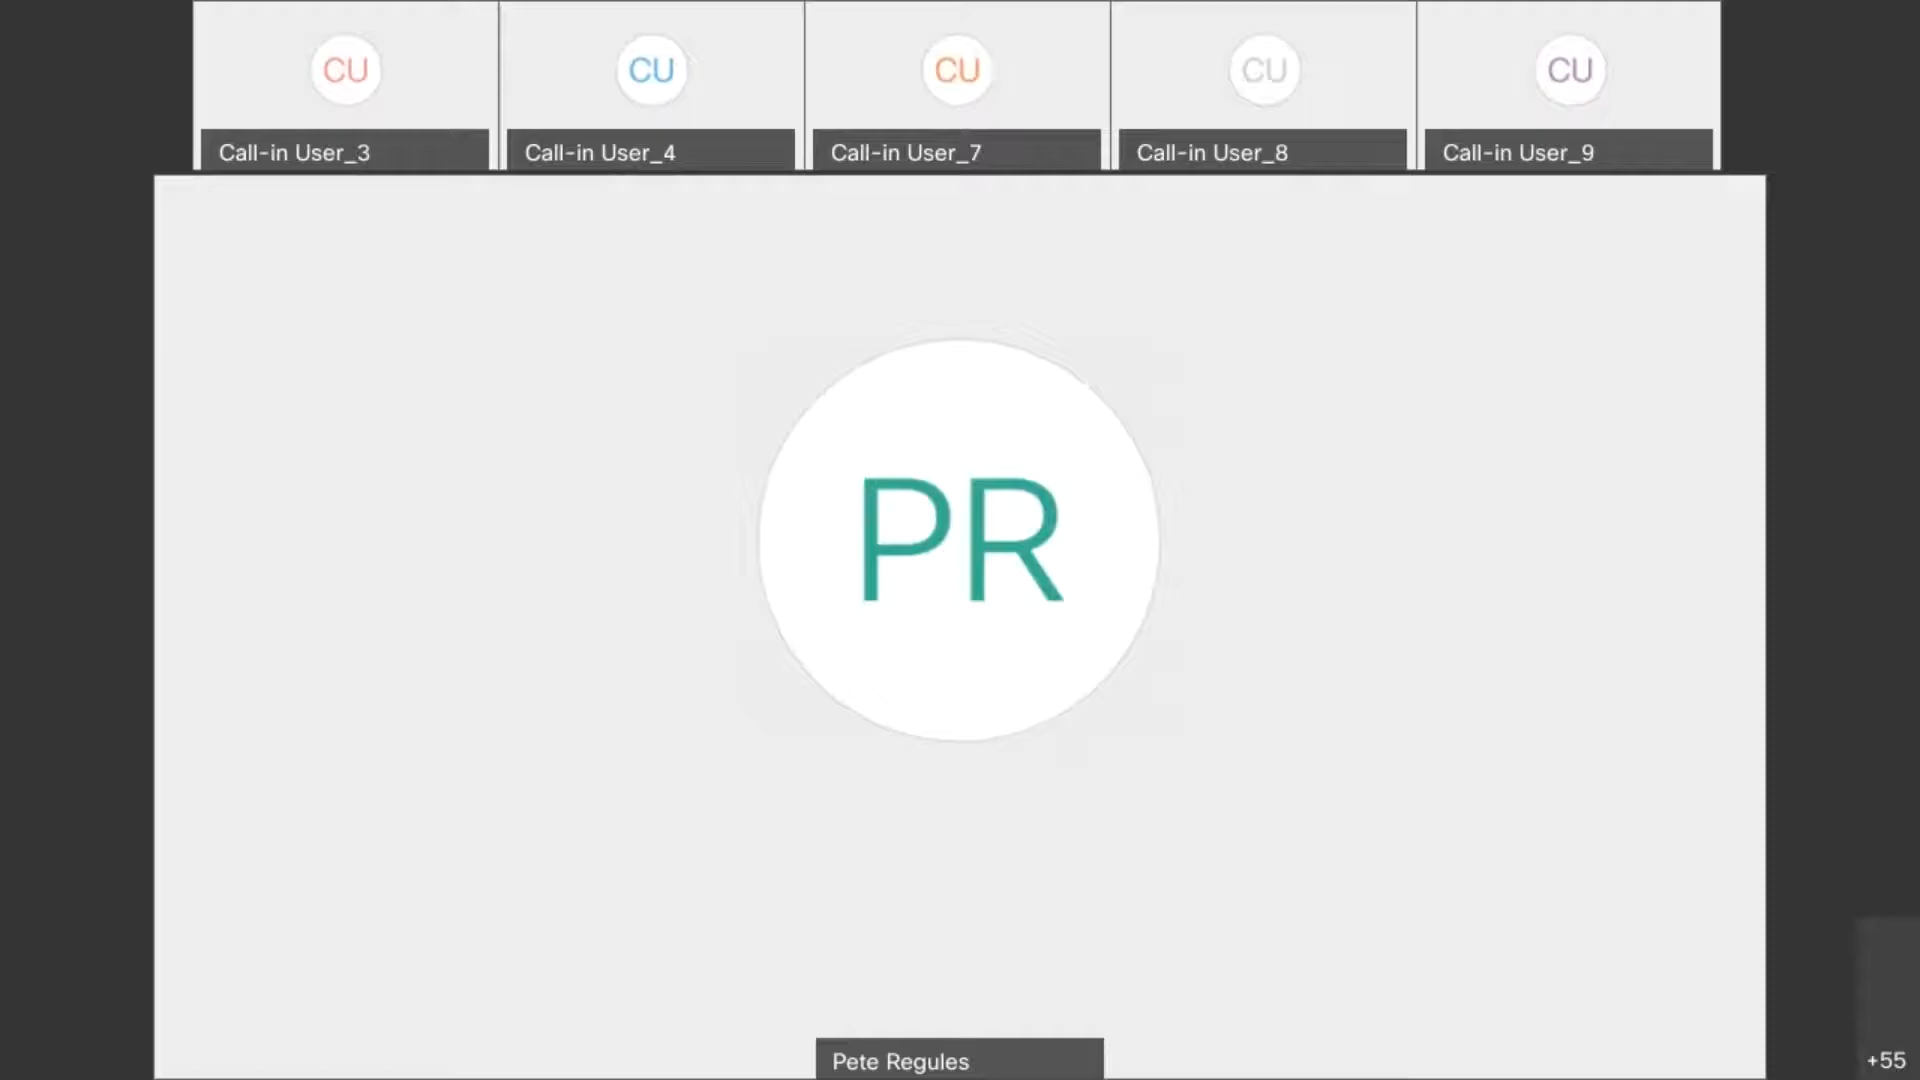 CU
CU
CU
CU
CU
Call-in User_3
Call-in User_4
Call-in User_7
Call-in User_8
Call-in User_9
PR
Pete Regules
+55